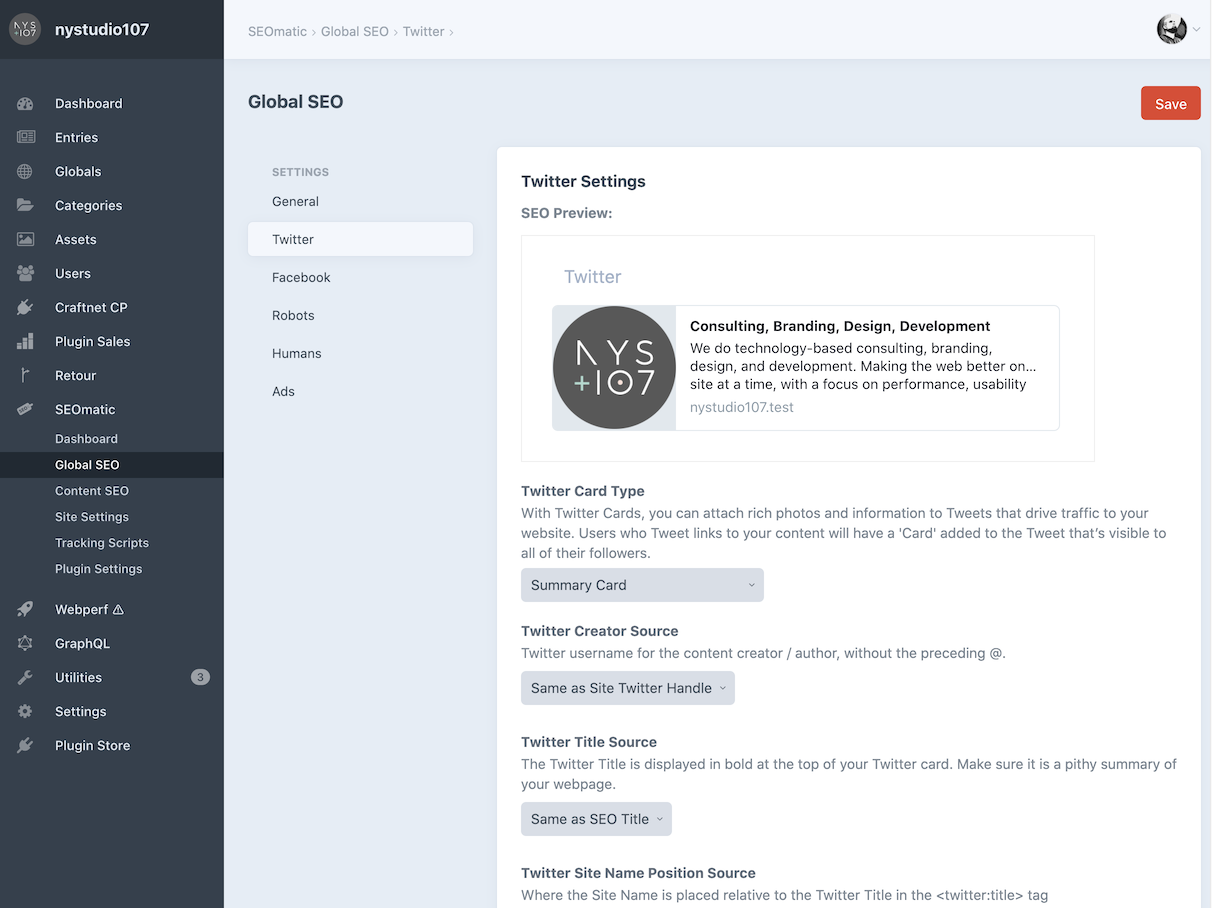 NYS
+107
nystudio107
SEOmatic › Global SEO › Twitter ›
Global SEO
Save
Dashboard
Entries
Globals
Categories
Assets
Users
Craftnet CP
Plugin Sales
Retour
SEOmatic
Dashboard
Global SEO
Content SEO
Site Settings
Tracking Scripts
Plugin Settings
Webperf ⚠
GraphQL
Utilities 3
Settings
Plugin Store
SETTINGS
General
Twitter
Facebook
Robots
Humans
Ads
Twitter Settings
SEO Preview:
Twitter
NYS
+107
Consulting, Branding, Design, Development
We do technology-based consulting, branding,
design, and development. Making the web better on...
site at a time, with a focus on performance, usability
nystudio107.test
Twitter Card Type
With Twitter Cards, you can attach rich photos and information to Tweets that drive traffic to your
website. Users who Tweet links to your content will have a 'Card' added to the Tweet that’s visible to
all of their followers.
Summary Card
Twitter Creator Source
Twitter username for the content creator / author, without the preceding @.
Same as Site Twitter Handle
Twitter Title Source
The Twitter Title is displayed in bold at the top of your Twitter card. Make sure it is a pithy summary of
your webpage.
Same as SEO Title
Twitter Site Name Position Source
Where the Site Name is placed relative to the Twitter Title in the <twitter:title> tag